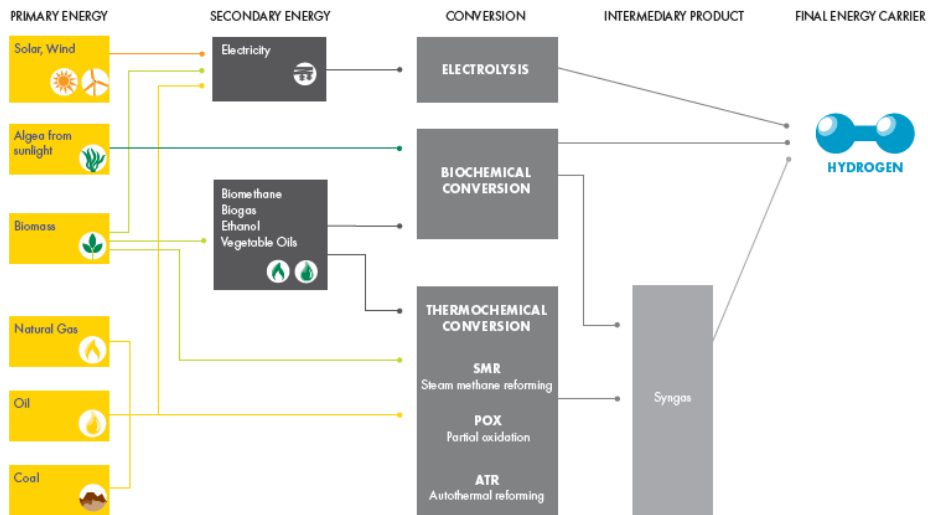 PRIMARY ENERGY
SECONDARY ENERGY
CONVERSION
INTERMEDIARY PRODUCT
FINAL ENERGY CARRIER
Solar, Wind
Electricity
ELECTROLYSIS
Algea from
sunlight
BIOCHEMICAL
CONVERSION
HYDROGEN
Biomass
Biomethane
Biogas
Ethanol
Vegetable Oils
Natural Gas
THERMOCHEMICAL
CONVERSION
SMR
Steam methane reforming
Oil
POX
Partial oxidation
Syngas
Coal
ATR
Autothermal reforming